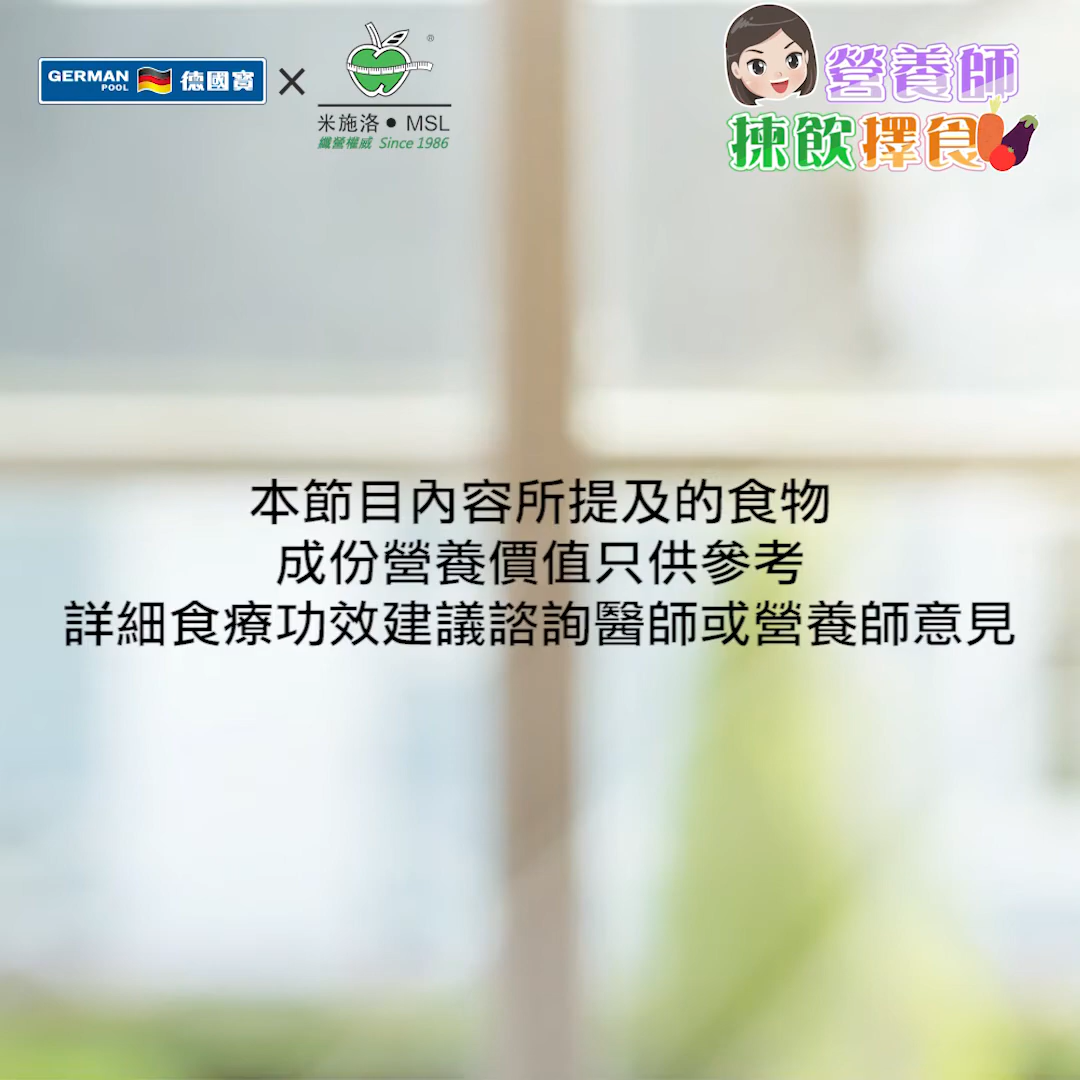 GERMAN POOL 德國寶
米施洛•MSL
纖營權威 Since 1986
營養師
揀飲擇食
本節目內容所提及的食物
成份營養價值只供參考
詳細食療功效建議諮詢醫師或營養師意見